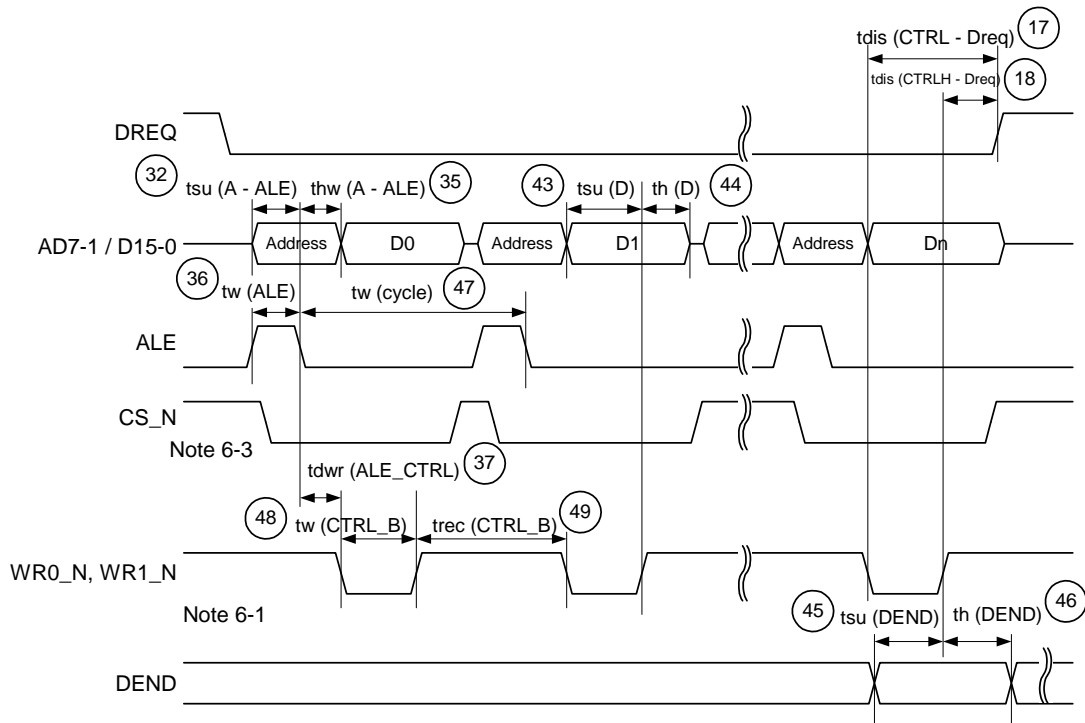 tdis (CTRL - Dreq) 17
tdis (CTRLH - Dreq) 18
DREQ
32 tsu (A - ALE) thw (A - ALE) 35 43 tsu (D) th (D) 44
AD7-1 / D15-0 Address D0 Address D1 Address Dn
36 tw (ALE) tw (cycle) 47
ALE
CS_N
Note 6-3
tdwr (ALE_CTRL) 37
48 tw (CTRL_B) trec (CTRL_B) 49
WR0_N, WR1_N
Note 6-1 45 tsu (DEND) th (DEND) 46
DEND